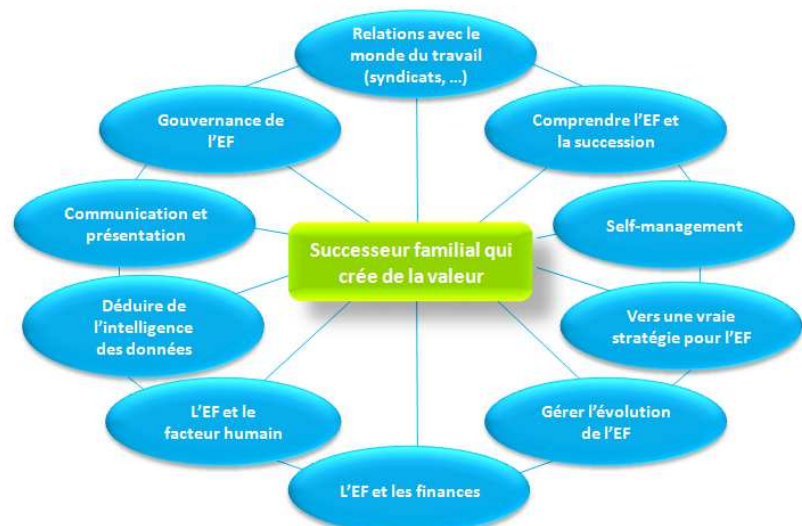 Relations avec le
monde du travail
(syndicats, ...)
Gouvernance de
l'EF
Comprendre l'EF et
la succession
Communication et
présentation
Self-management
Successeur familial qui
crée de la valeur
Déduire de
l'intelligence
des données
Vers une vraie
stratégie pour l'EF
L'EF et le
facteur humain
Gérer l'évolution
de l'EF
L'EF et les finances